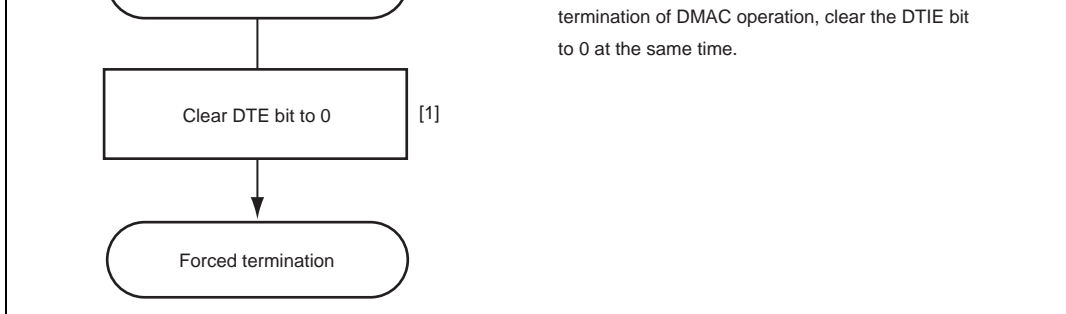 termination of DMAC operation, clear the DTIE bit
to 0 at the same time.
Clear DTE bit to 0
[1]
Forced termination